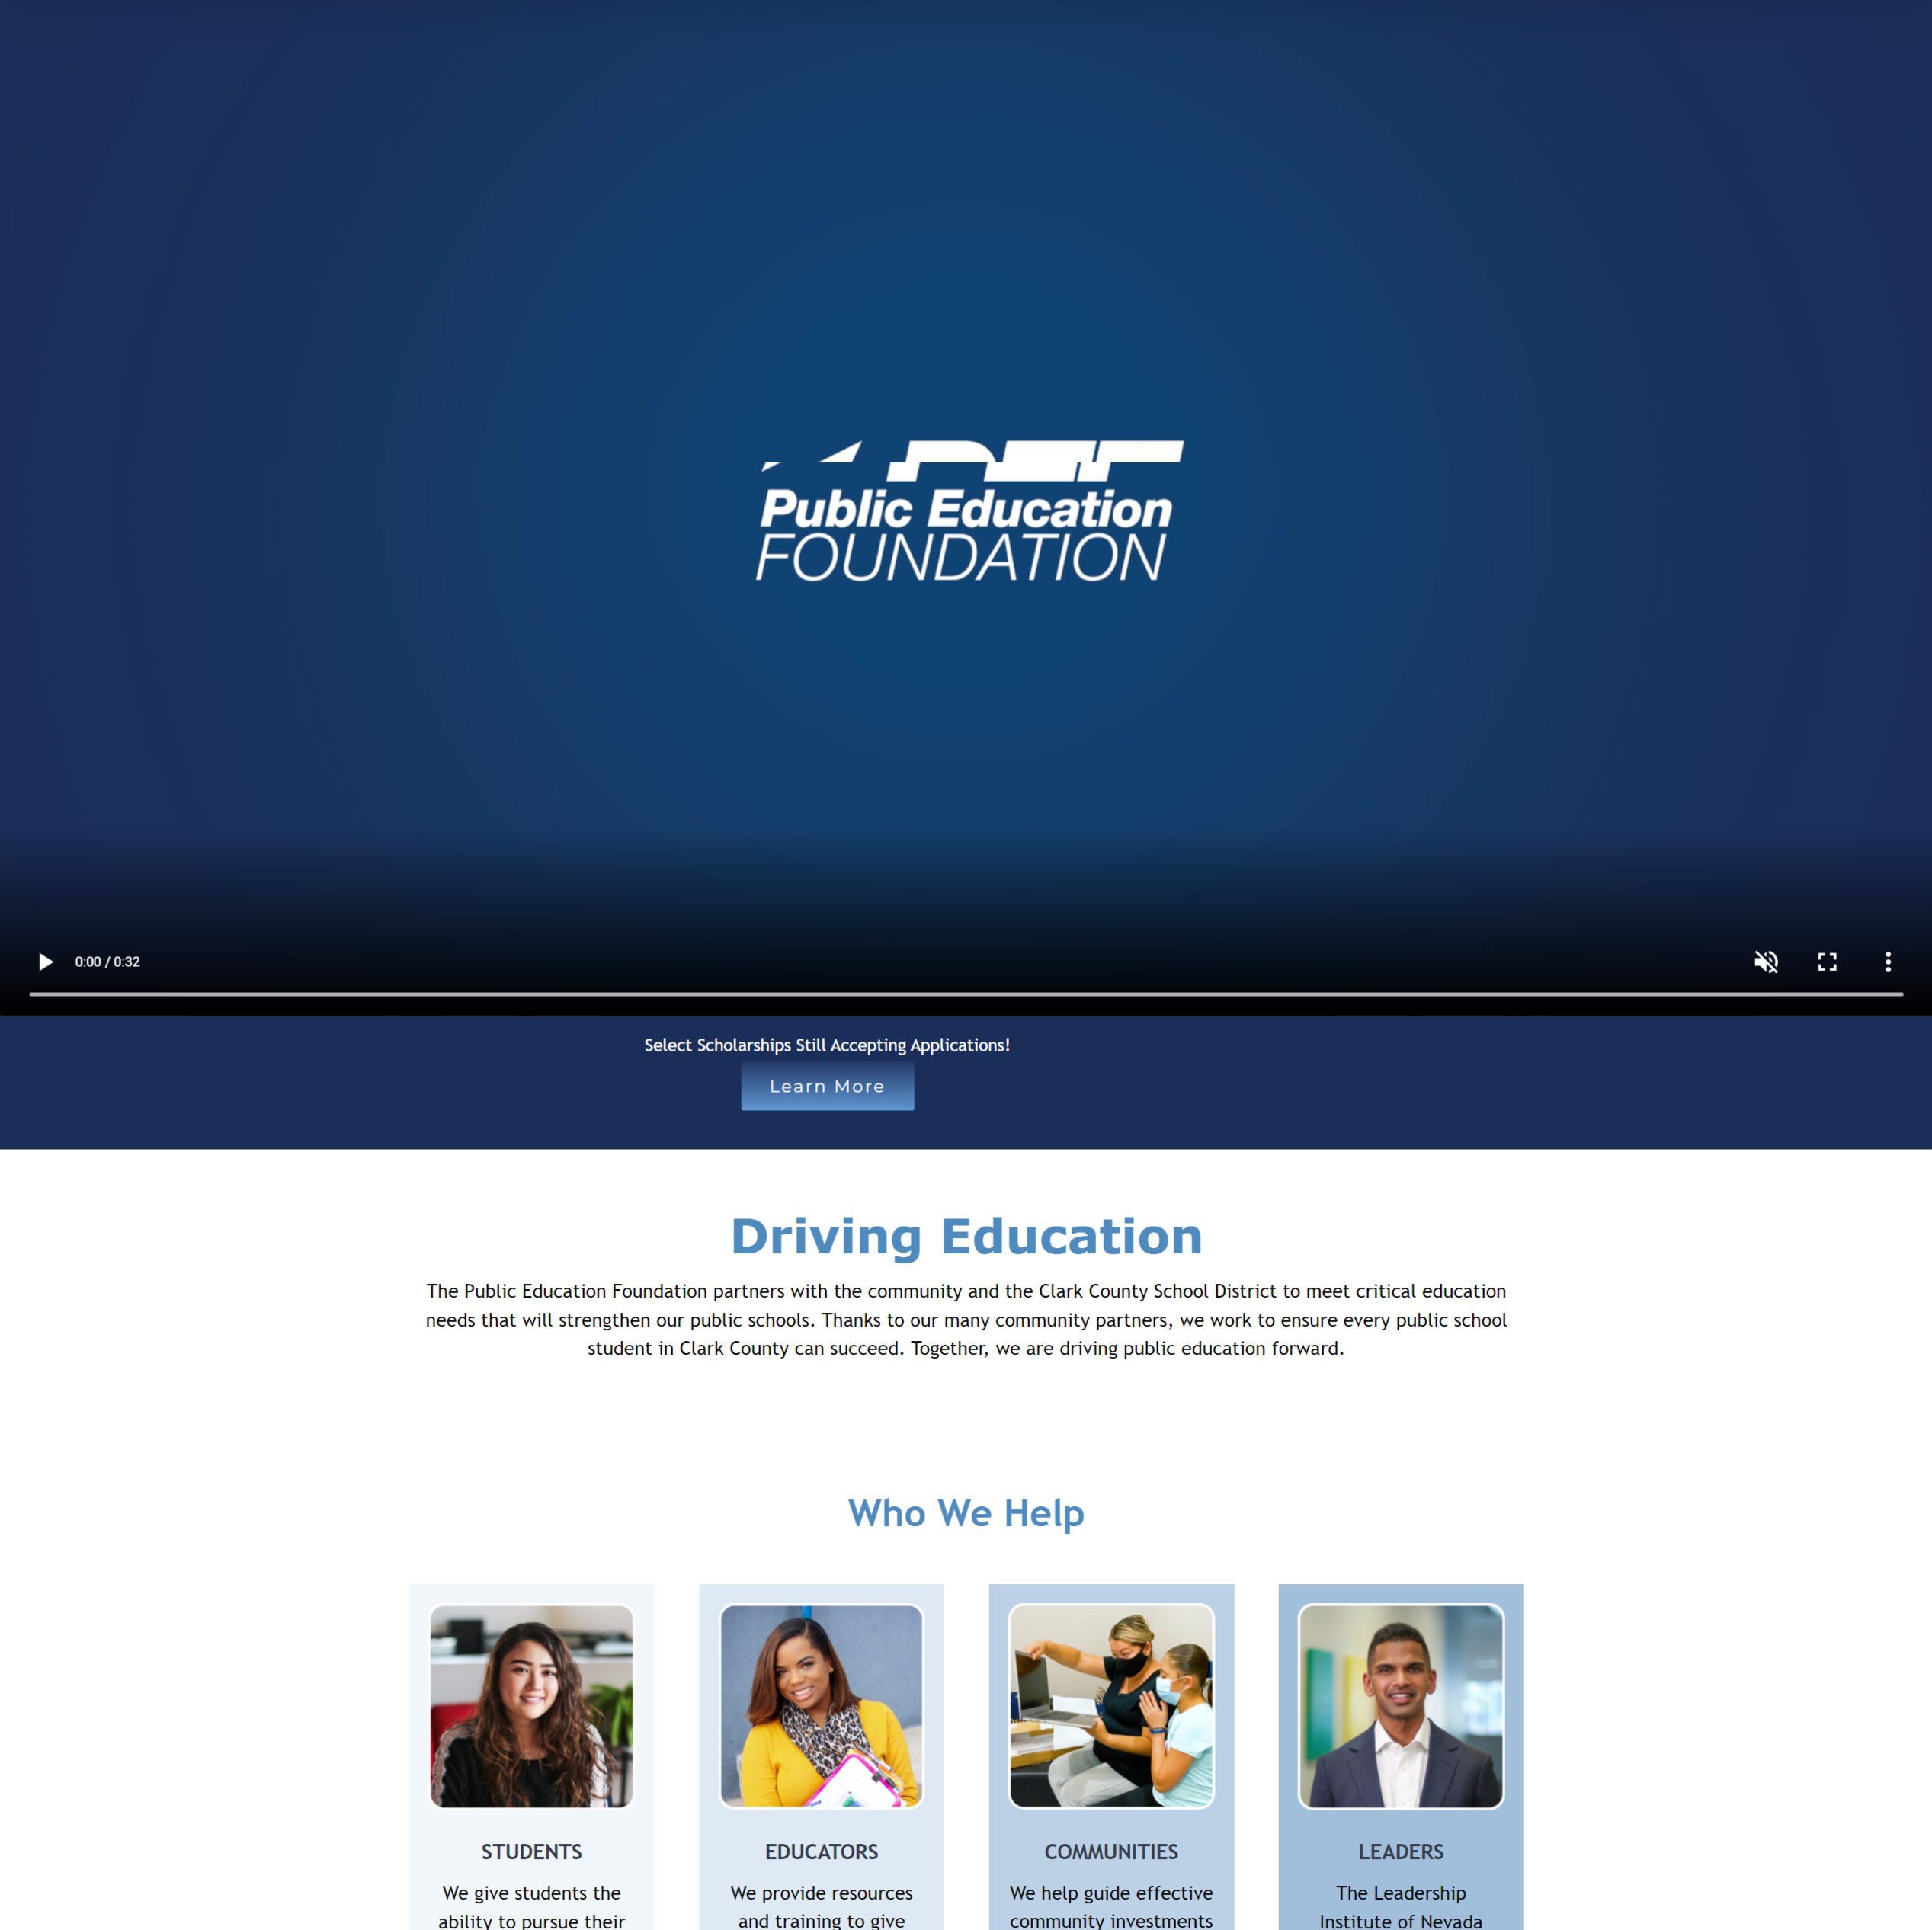 Public Education
FOUNDATION
0:00 / 0:32
Select Scholarships Still Accepting Applications!
Learn More
Driving Education
The Public Education Foundation partners with the community and the Clark County School District to meet critical education
needs that will strengthen our public schools. Thanks to our many community partners, we work to ensure every public school
student in Clark County can succeed. Together, we are driving public education forward.
Who We Help
STUDENTS
We give students the
ability to pursue their
EDUCATORS
We provide resources
and training to give
COMMUNITIES
We help guide effective
community investments
LEADERS
The Leadership
Institute of Nevada